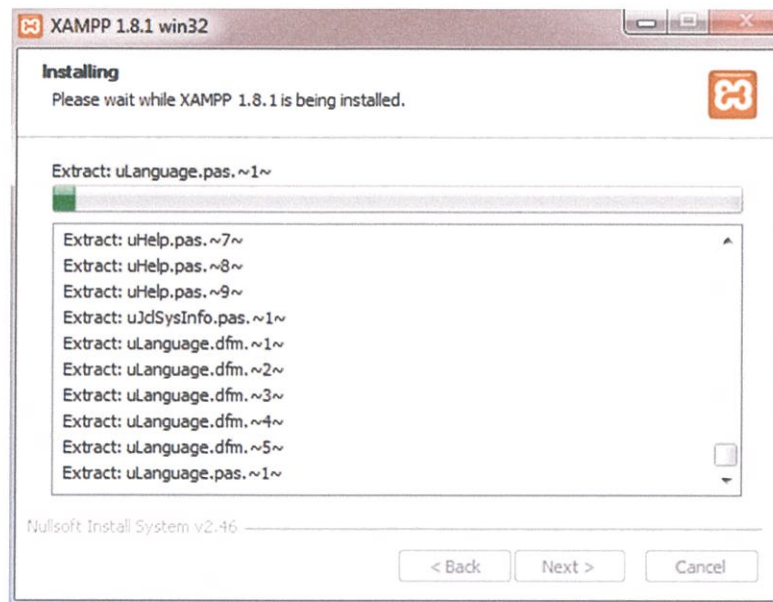 XAMPP 1.8.1 win32
Installing
Please wait while XAMPP 1.8.1 is being installed.
Extract: uLanguage.pas.~1~
Extract: uHelp.pas.~7~
Extract: uHelp.pas.~8~
Extract: uHelp.pas.~9~
Extract: uJclSysInfo.pas.~1~
Extract: uLanguage.dfm.~1~
Extract: uLanguage.dfm.~2~
Extract: uLanguage.dfm.~3~
Extract: uLanguage.dfm.~4~
Extract: uLanguage.dfm.~5~
Extract: uLanguage.pas.~1~
Nullsoft Install System v2.46
< Back Next > Cancel